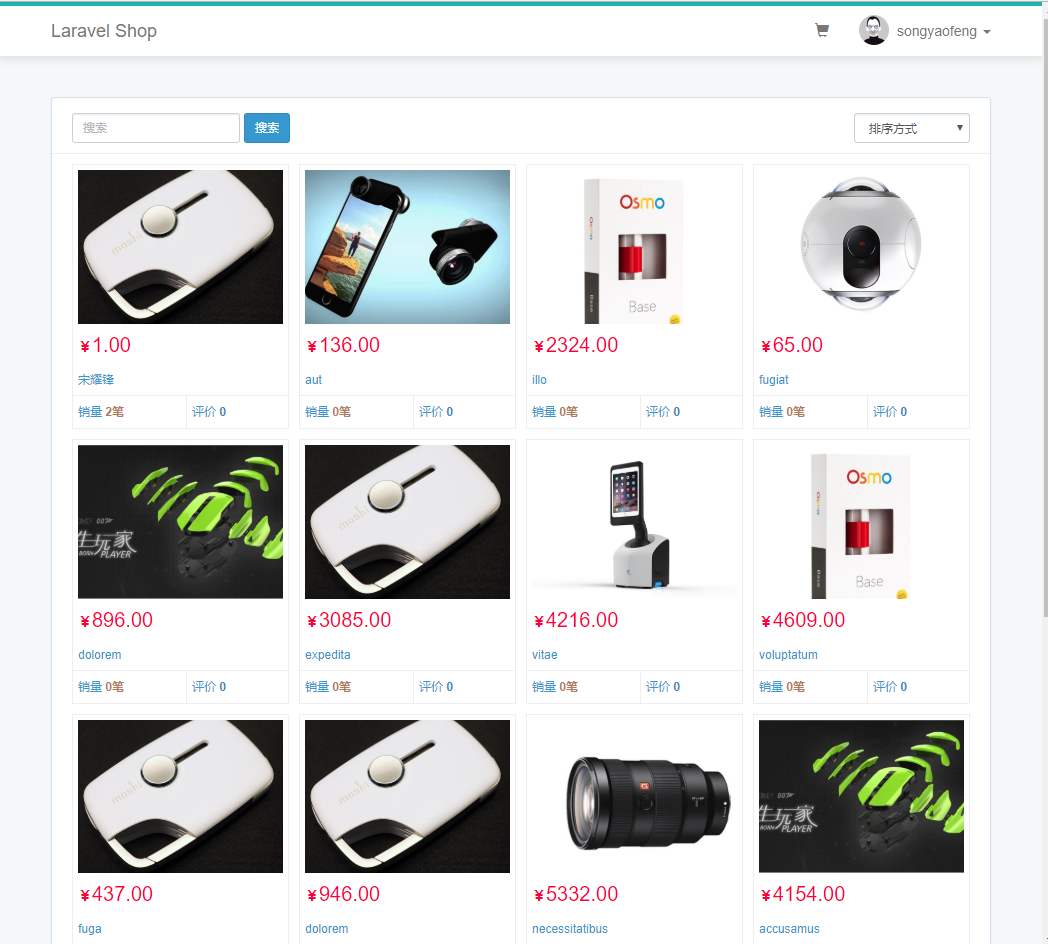 Laravel Shop
songyaofeng
搜索
搜索
排序方式
moshi
Osmo
Osmo
Base
Base
¥1.00
¥136.00
¥2324.00
¥65.00
宋耀锋
aut
illo
fugiat
销量 2笔
评价 0
销量 0笔
评价 0
销量 0笔
评价 0
销量 0笔
评价 0
007
生玩家
BORN PLAYER
moshi
Osmo
Osmo
Base
Base
¥896.00
¥3085.00
¥4216.00
¥4609.00
dolorem
expedita
vitae
voluptatum
销量 0笔
评价 0
销量 0笔
评价 0
销量 0笔
评价 0
销量 0笔
评价 0
moshi
moshi
G
007
生玩家
BORN PLAYER
¥437.00
¥946.00
¥5332.00
¥4154.00
fuga
dolorem
necessitatibus
accusamus